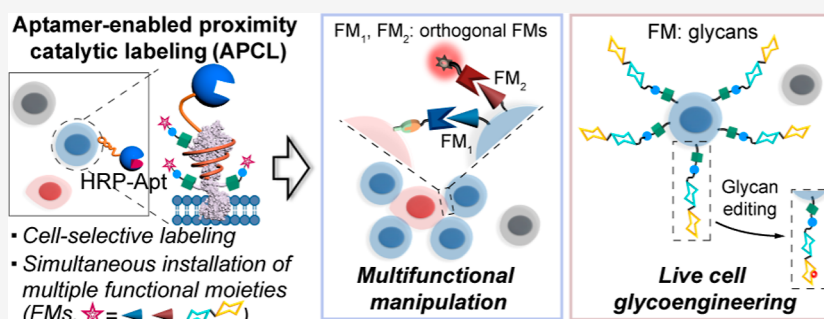 Aptamer-enabled proximity
catalytic labeling (APCL)
HRP-Apt
▪ Cell-selective labeling
▪ Simultaneous installation of
multiple functional moieties
(FMs, = )
FM₁, FM₂: orthogonal FMs
FM₂
FM₁
Multifunctional
manipulation
FM: glycans
Glycan
editing
Live cell
glycoengineering